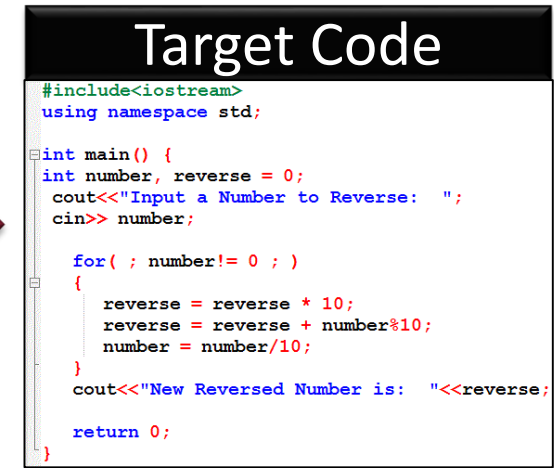 Target Code
#include<iostream>
using namespace std;
int main() {
int number, reverse = 0;
cout<<"Input a Number to Reverse:  ";
cin>> number;
for( ; number!= 0 ; )
{
reverse = reverse * 10;
reverse = reverse + number%10;
number = number/10;
}
cout<<"New Reversed Number is:  "<<reverse;
return 0;
}